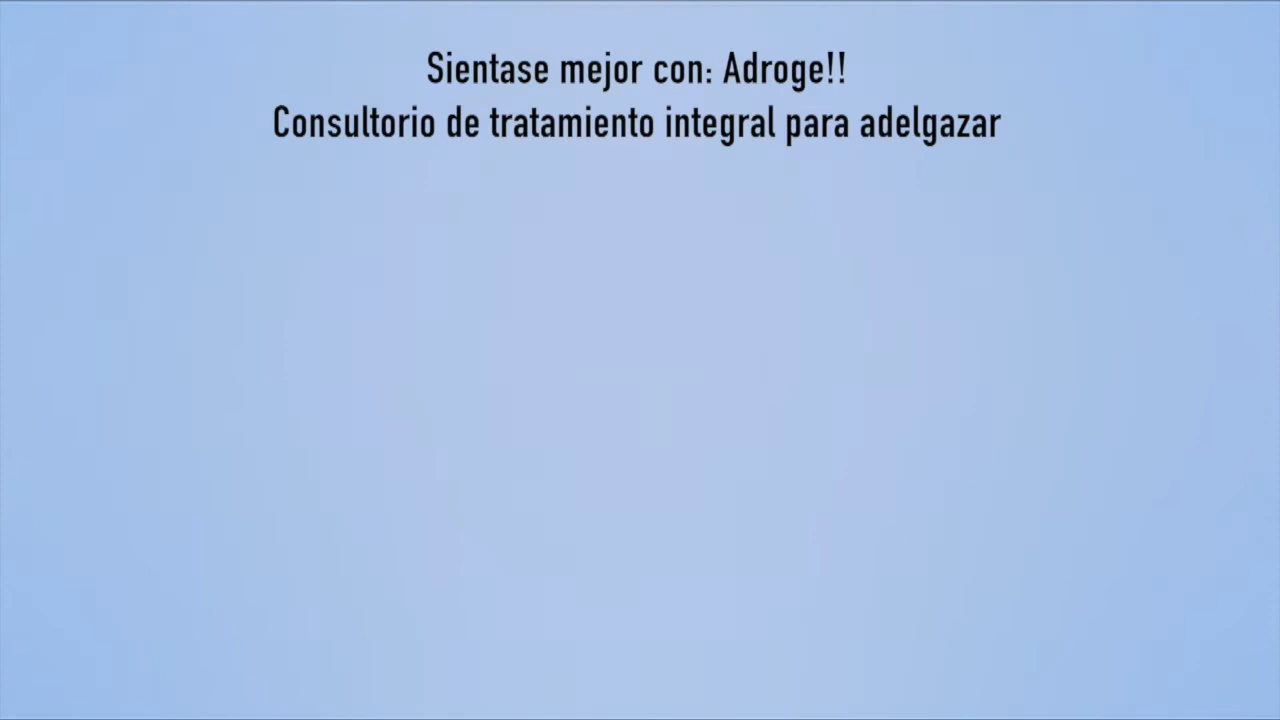 Sientase mejor con: Adroge!!
Consultorio de tratamiento integral para adelgazar